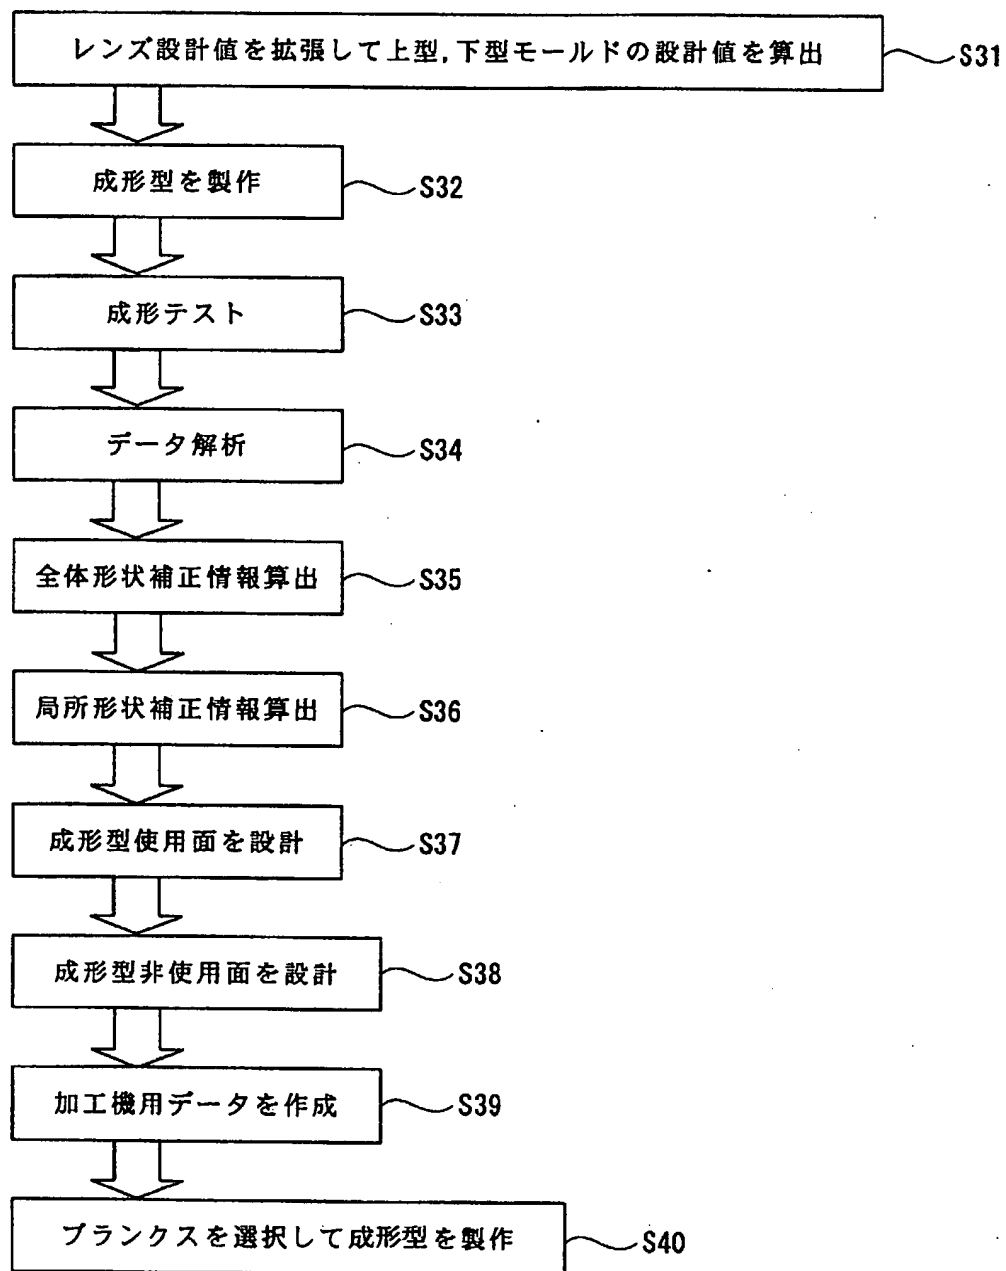 レンズ設計値を拡張して上型,下型モールドの設計値を算出 S31
成形型を製作 S32
成形テスト S33
データ解析 S34
全体形状補正情報算出 S35
局所形状補正情報算出 S36
成形型使用面を設計 S37
成形型非使用面を設計 S38
加工機用データを作成 S39
ブランクスを選択して成形型を製作 S40